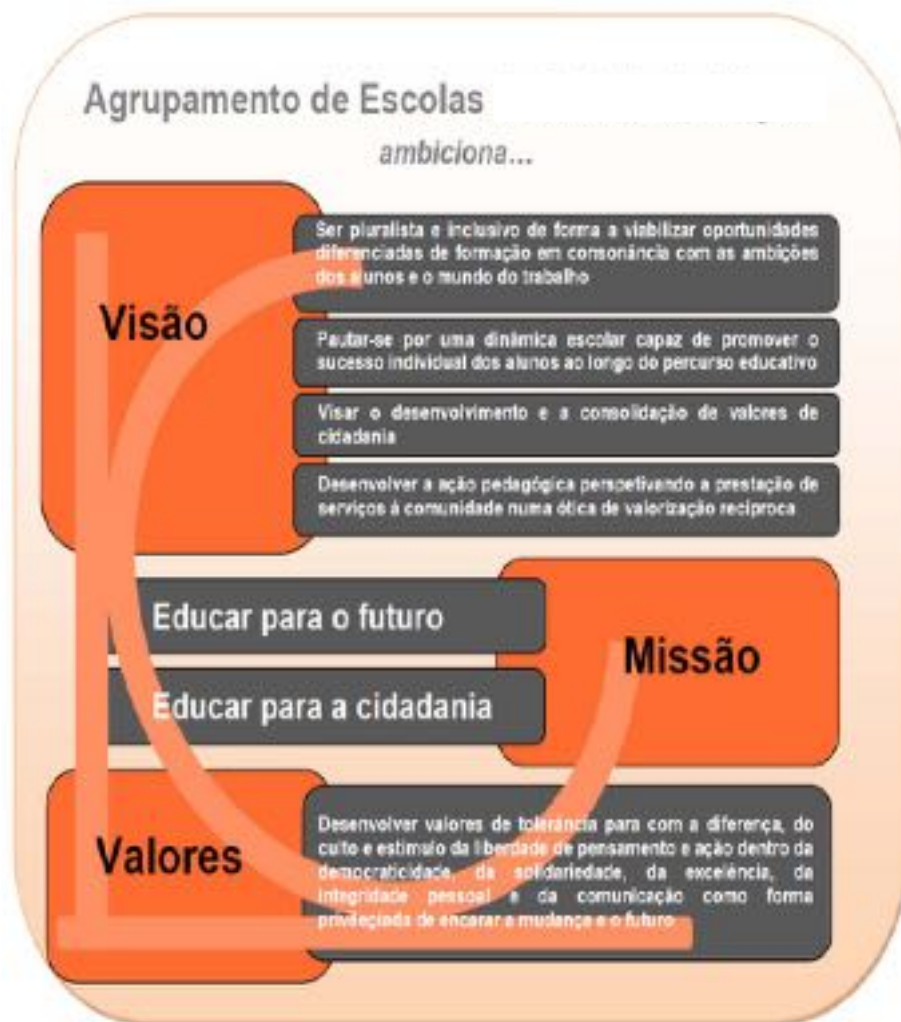 Agrupamento de Escolas
ambiciona...
Visão
Ser pluralista e inclusivo de forma a viabilizar oportunidades
diferenciadas de formação em consonância com as ambições
dos alunos e o mundo do trabalho
Pautar-se por uma dinâmica escolar capaz de promover o
sucesso individual dos alunos ao longo do percurso educativo
Visar o desenvolvimento e a consolidação de valores de
cidadania
Desenvolver a ação pedagógica perspetivando a prestação de
serviços à comunidade numa ótica de valorização recíproca
Educar para o futuro
Educar para a cidadania
Missão
Valores
Desenvolver valores de tolerância para com a diferença, do
culto e estímulo da liberdade de pensamento e ação dentro da
democraticidade, da solidariedade, da excelência, da
integridade pessoal e da comunicação como forma
privilegiada de encarar a mudança e o futuro